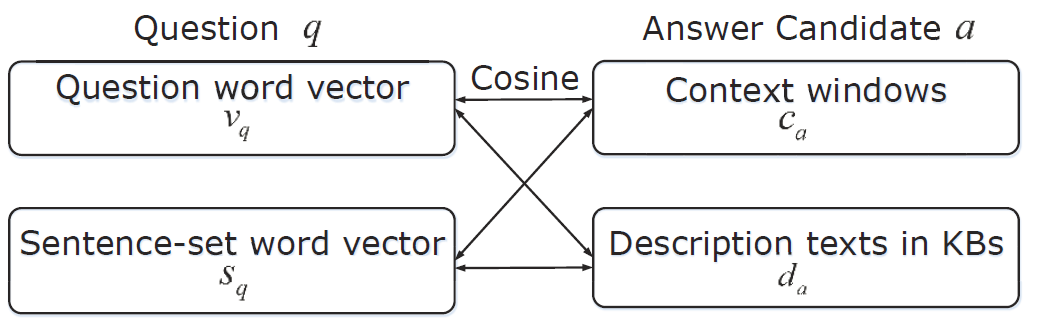 Question q
Answer Candidate a
Question word vector
v_q
Cosine
Context windows
c_a
Sentence-set word vector
s_q
Description texts in KBs
d_a